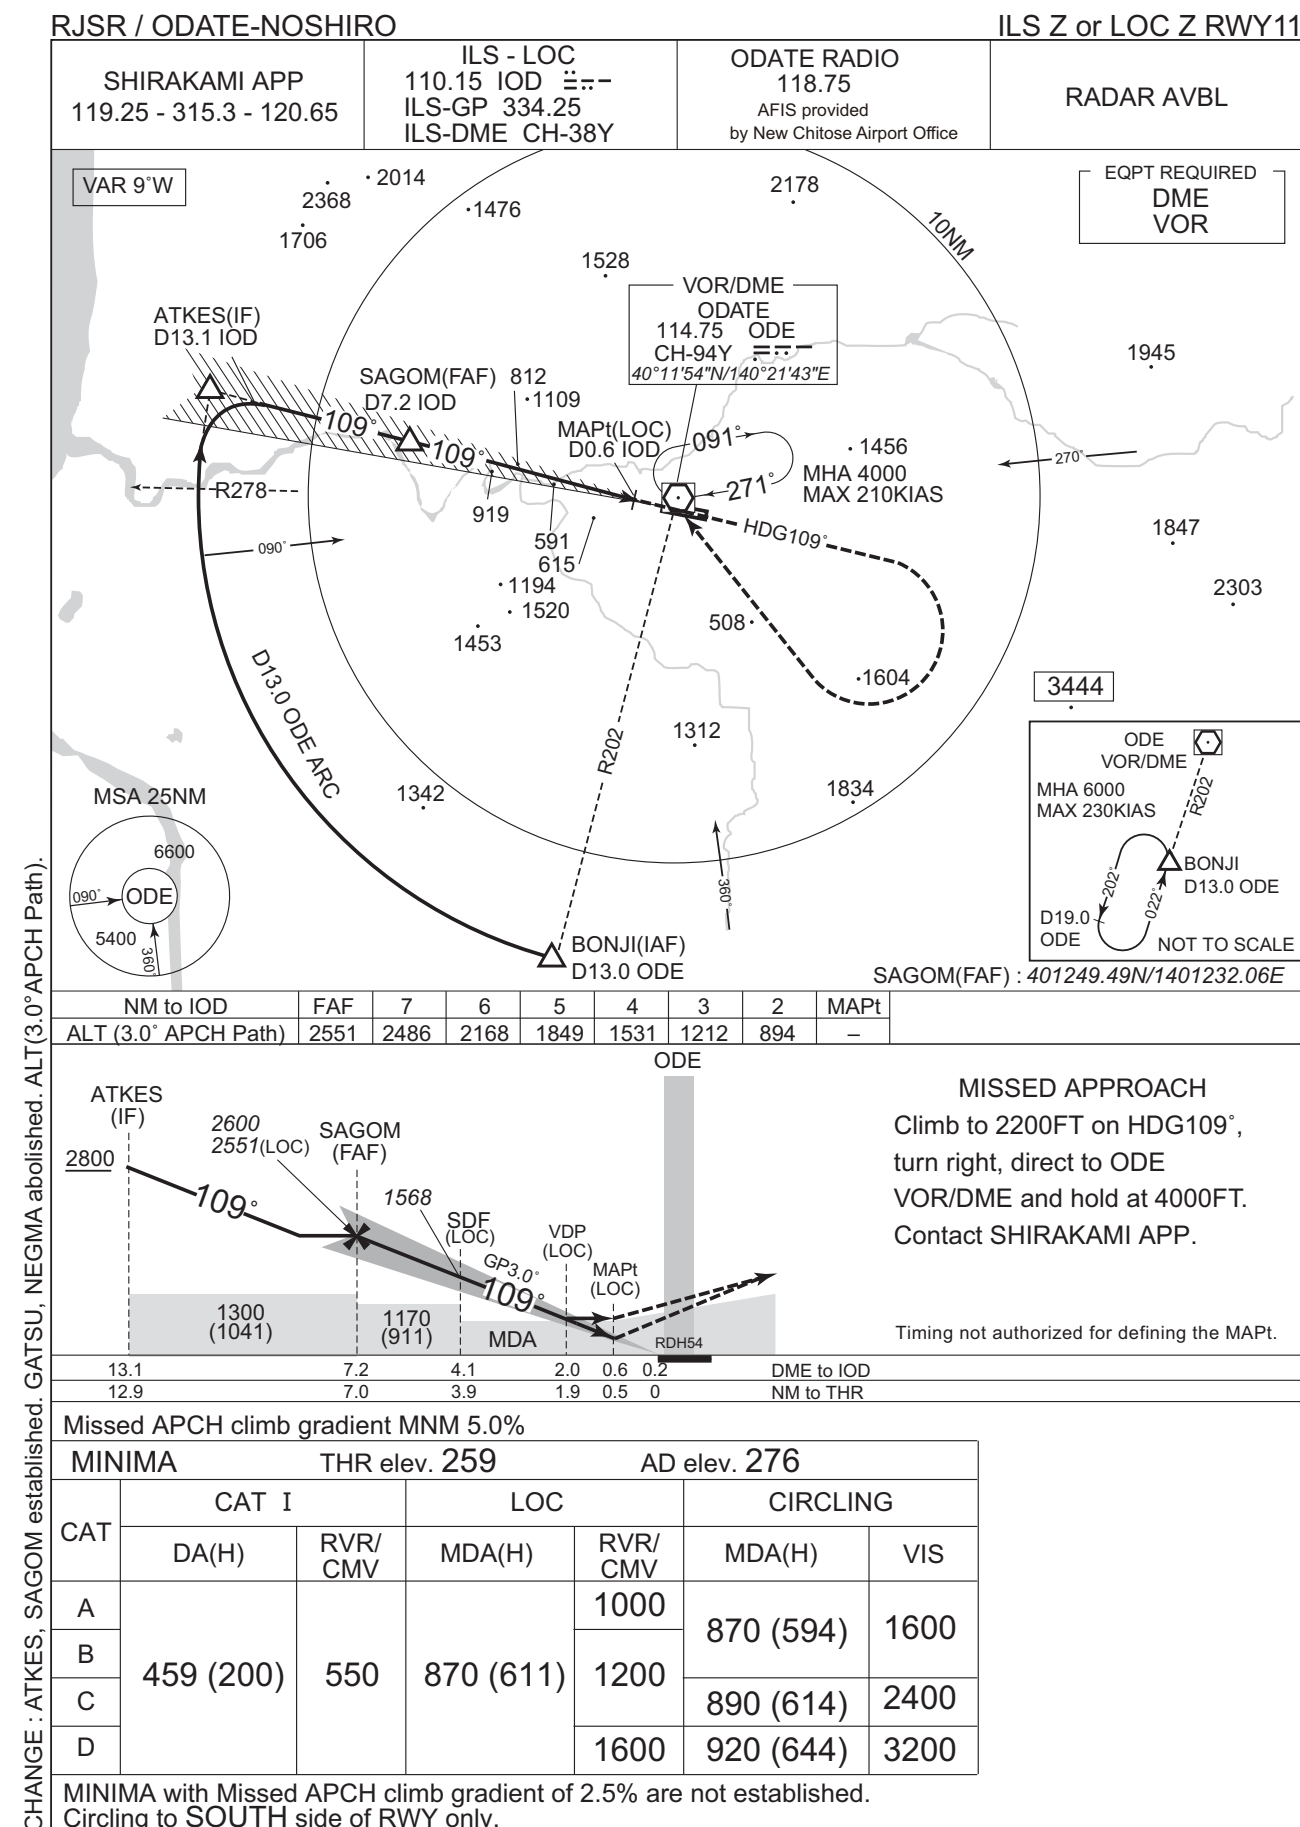 RJSR / ODATE-NOSHIRO
ILS Z or LOC Z RWY11
SHIRAKAMI APP
119.25 - 315.3 - 120.65
ILS - LOC
110.15 IOD
ILS-GP 334.25
ILS-DME CH-38Y
ODATE RADIO
118.75
AFIS provided
by New Chitose Airport Office
RADAR AVBL
VAR 9°W
EQPT REQUIRED
DME
VOR
2014
2368
1476
1706
2178
10NM
1528
VOR/DME
ODATE
114.75 ODE
CH-94Y
40°11'54"N/140°21'43"E
1945
ATKES(IF)
D13.1 IOD
SAGOM(FAF)
D7.2 IOD
812
1109
109°
109°
MAPt(LOC)
D0.6 IOD
091°
271°
1456
MHA 4000
MAX 210KIAS
270°
R278
919
591
615
HDG109°
1847
090°
1194
1520
1453
508
2303
1604
3444
D13.0 ODE ARC
R202
1312
1342
1834
360°
MSA 25NM
6600
090°
ODE
5400
360°
BONJI(IAF)
D13.0 ODE
ODE
VOR/DME
MHA 6000
MAX 230KIAS
R202
BONJI
D13.0 ODE
202°
022°
D19.0
ODE
NOT TO SCALE
SAGOM(FAF) : 401249.49N/1401232.06E
NM to IOD FAF 7 6 5 4 3 2 MAPt
ALT (3.0° APCH Path) 2551 2486 2168 1849 1531 1212 894 –
ODE
ATKES
(IF)
2800
109°
2600
2551(LOC)
SAGOM
(FAF)
1568
SDF
(LOC)
VDP
(LOC)
MAPt
(LOC)
GP3.0°
109°
1300
(1041)
1170
(911)
MDA
RDH54
MISSED APPROACH
Climb to 2200FT on HDG109°,
turn right, direct to ODE
VOR/DME and hold at 4000FT.
Contact SHIRAKAMI APP.
Timing not authorized for defining the MAPt.
13.1 7.2 4.1 2.0 0.6 0.2 DME to IOD
12.9 7.0 3.9 1.9 0.5 0 NM to THR
Missed APCH climb gradient MNM 5.0%
MINIMA THR elev. 259 AD elev. 276
CAT
CAT I LOC CIRCLING
DA(H) RVR/CMV MDA(H) RVR/CMV MDA(H) VIS
A
B
C
D
459 (200)
550
870 (611)
1000
1200
1600
870 (594) 1600
890 (614) 2400
920 (644) 3200
MINIMA with Missed APCH climb gradient of 2.5% are not established.
Circling to SOUTH side of RWY only.
CHANGE : ATKES, SAGOM established. GATSU, NEGMA abolished. ALT(3.0°APCH Path).